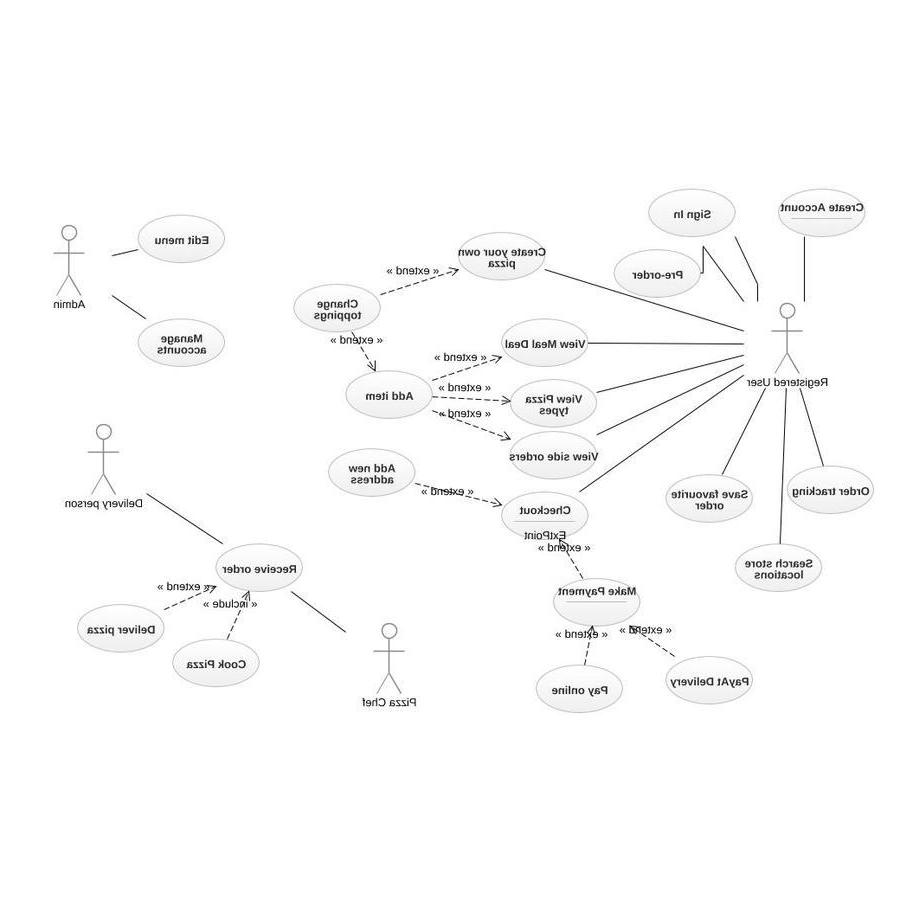 Create Account
Sign In
Pre-order
Create your own
pizza
« extend »
Change
toppings
« extend »
View Meal Deal
« extend »
Add item
« extend »
View Pizza
types
« extend »
View side orders
Add new
address
« extend »
Checkout
ExtPoint
« extend »
Make Payment
« extend »
« extend »
Pay online
PayAt Delivery
Registered User
Save favourite
order
Order tracking
Search store
locations
Edit menu
Admin
Manage
accounts
Delivery person
Receive order
« extend »
« include »
Deliver pizza
Cook Pizza
Pizza Chef